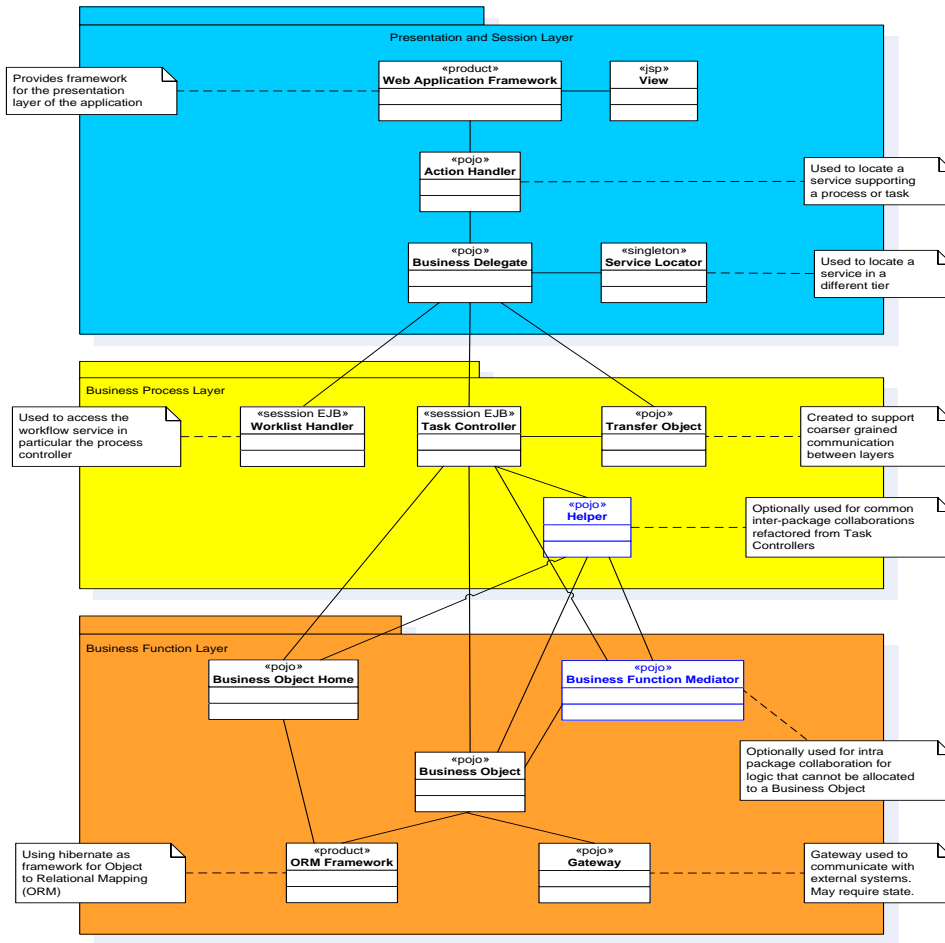 Presentation and Session Layer
Provides framework
for the presentation
layer of the application
«product»
Web Application Framework
«jsp»
View
«pojo»
Action Handler
Used to locate a
service supporting
a process or task
«pojo»
Business Delegate
«singleton»
Service Locator
Used to locate a
service in a
different tier
Business Process Layer
Used to access the
workflow service in
particular the process
controller
«sesssion EJB»
Worklist Handler
«sesssion EJB»
Task Controller
«pojo»
Transfer Object
Created to support
coarser grained
communication
between layers
«pojo»
Helper
Optionally used for common
inter-package collaborations
refactored from Task
Controllers
Business Function Layer
«pojo»
Business Object Home
«pojo»
Business Function Mediator
«pojo»
Business Object
Optionally used for intra
package collaboration for
logic that cannot be allocated
to a Business Object
Using hibernate as
framework for Object
to Relational Mapping
(ORM)
«product»
ORM Framework
«pojo»
Gateway
Gateway used to
communicate with
external systems.
May require state.